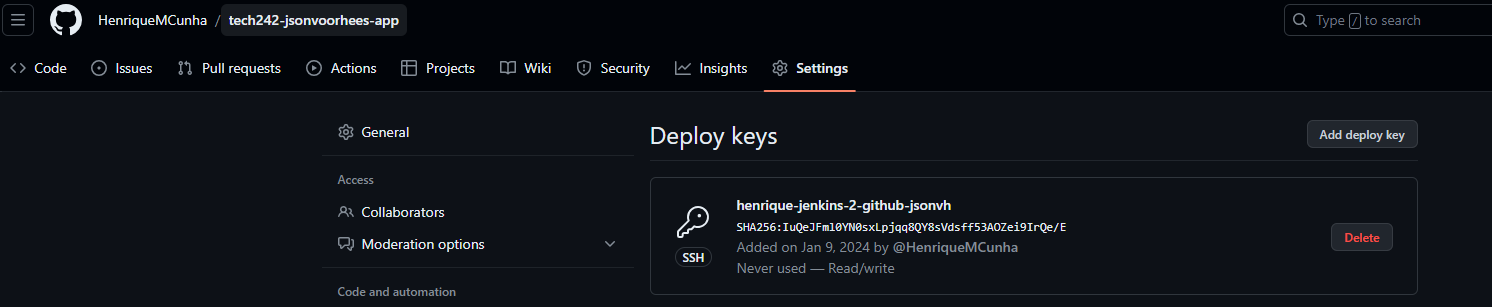 HenriqueMCunha / tech242-jsonvoorhees-app
Type / to search
Code Issues Pull requests Actions Projects Wiki Security Insights Settings
General
Access
Collaborators
Moderation options
Code and automation
Deploy keys
Add deploy key
henrique-jenkins-2-github-jsonvh
SHA256:IuQeJFml0YN0sxLpjqq8QY8sVdsff53AOZei9IrQe/E
Added on Jan 9, 2024 by @HenriqueMCunha
Never used — Read/write
SSH
Delete